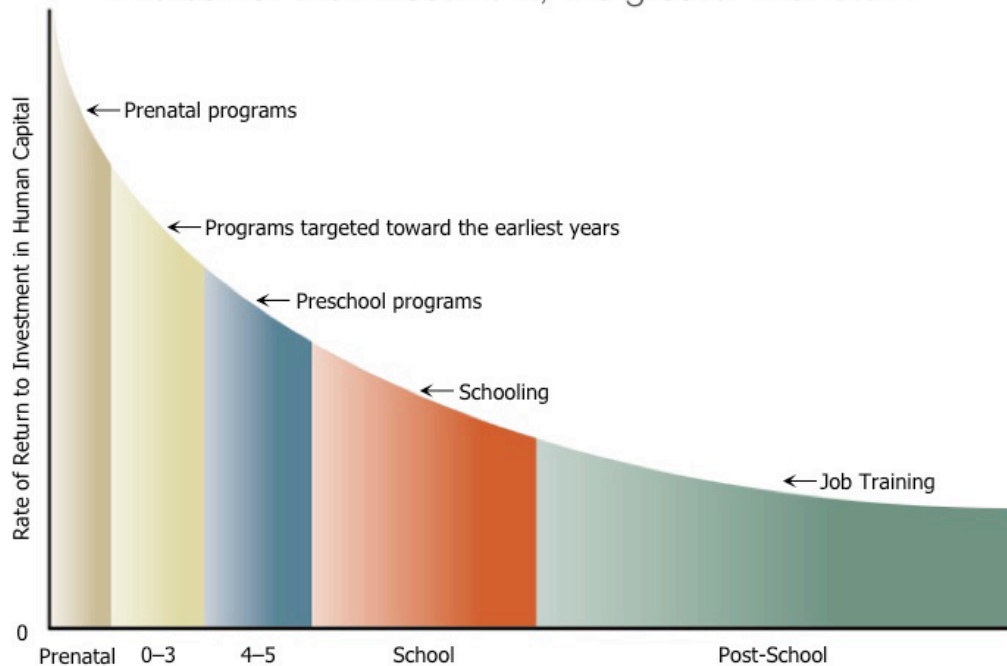 Prenatal programs
Programs targeted toward the earliest years
Preschool programs
Schooling
Job Training
Rate of Return to Investment in Human Capital
0
Prenatal 0–3 4–5 School Post-School